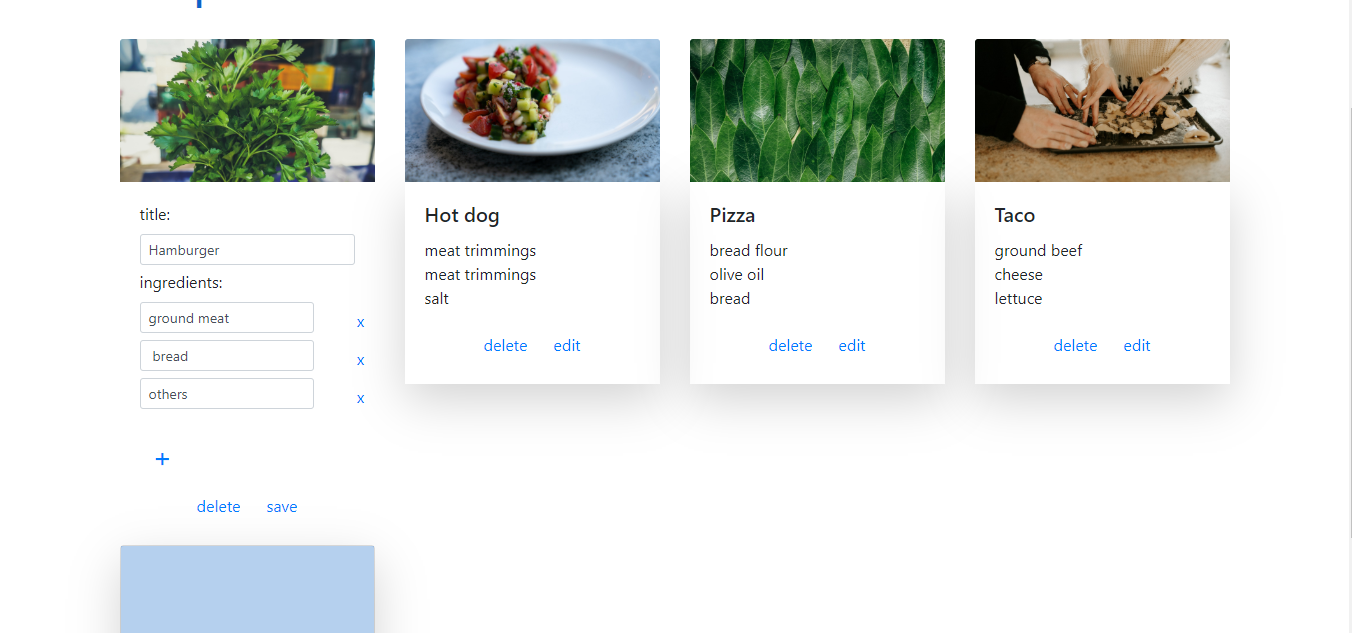 title:
Hamburger
ingredients:
ground meat x
bread x
others x
+
delete save
Hot dog
meat trimmings
meat trimmings
salt
delete edit
Pizza
bread flour
olive oil
bread
delete edit
Taco
ground beef
cheese
lettuce
delete edit